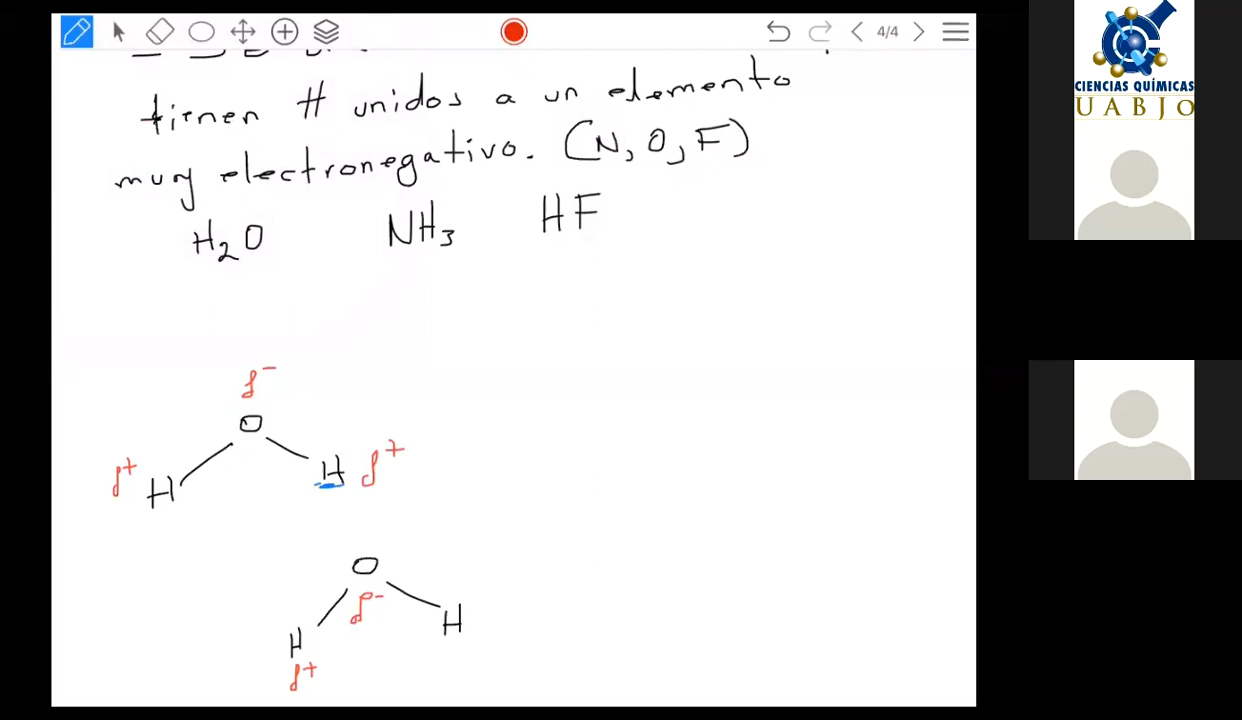 4/4
tienen H unidos a un elemento
muy electronegativo. (N, O, F)
H2O NH3 HF
δ-
O
δ+ H H δ+
O
δ-
H H
δ+
CIENCIAS QUÍMICAS
UABJO